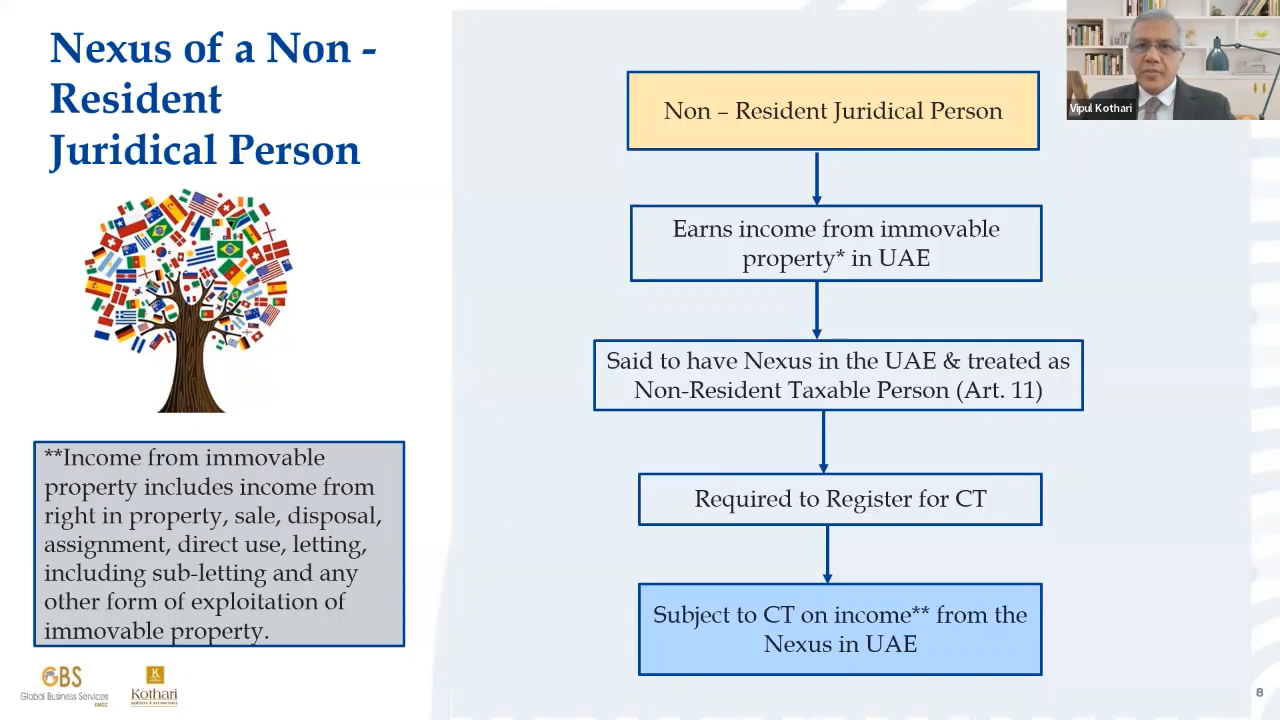 Nexus of a Non -
Resident
Juridical Person
Vipul Kothari
Non – Resident Juridical Person
Earns income from immovable
property* in UAE
Said to have Nexus in the UAE & treated as
Non-Resident Taxable Person (Art. 11)
Required to Register for CT
Subject to CT on income** from the
Nexus in UAE
**Income from immovable
property includes income from
right in property, sale, disposal,
assignment, direct use, letting,
including sub-letting and any
other form of exploitation of
immovable property.
GBS
Global Business Services
DMCC
K
KOTHARI
Kothari
Auditors & Accountants
8